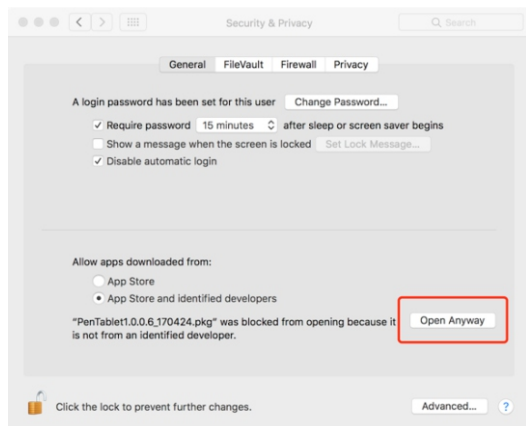 Security & Privacy
Search
General FileVault Firewall Privacy
A login password has been set for this user Change Password...
Require password 15 minutes after sleep or screen saver begins
Show a message when the screen is locked Set Lock Message...
Disable automatic login
Allow apps downloaded from:
App Store
App Store and identified developers
"PenTablet1.0.0.6_170424.pkg" was blocked from opening because it
is not from an identified developer.
Open Anyway
Click the lock to prevent further changes.
Advanced... ?